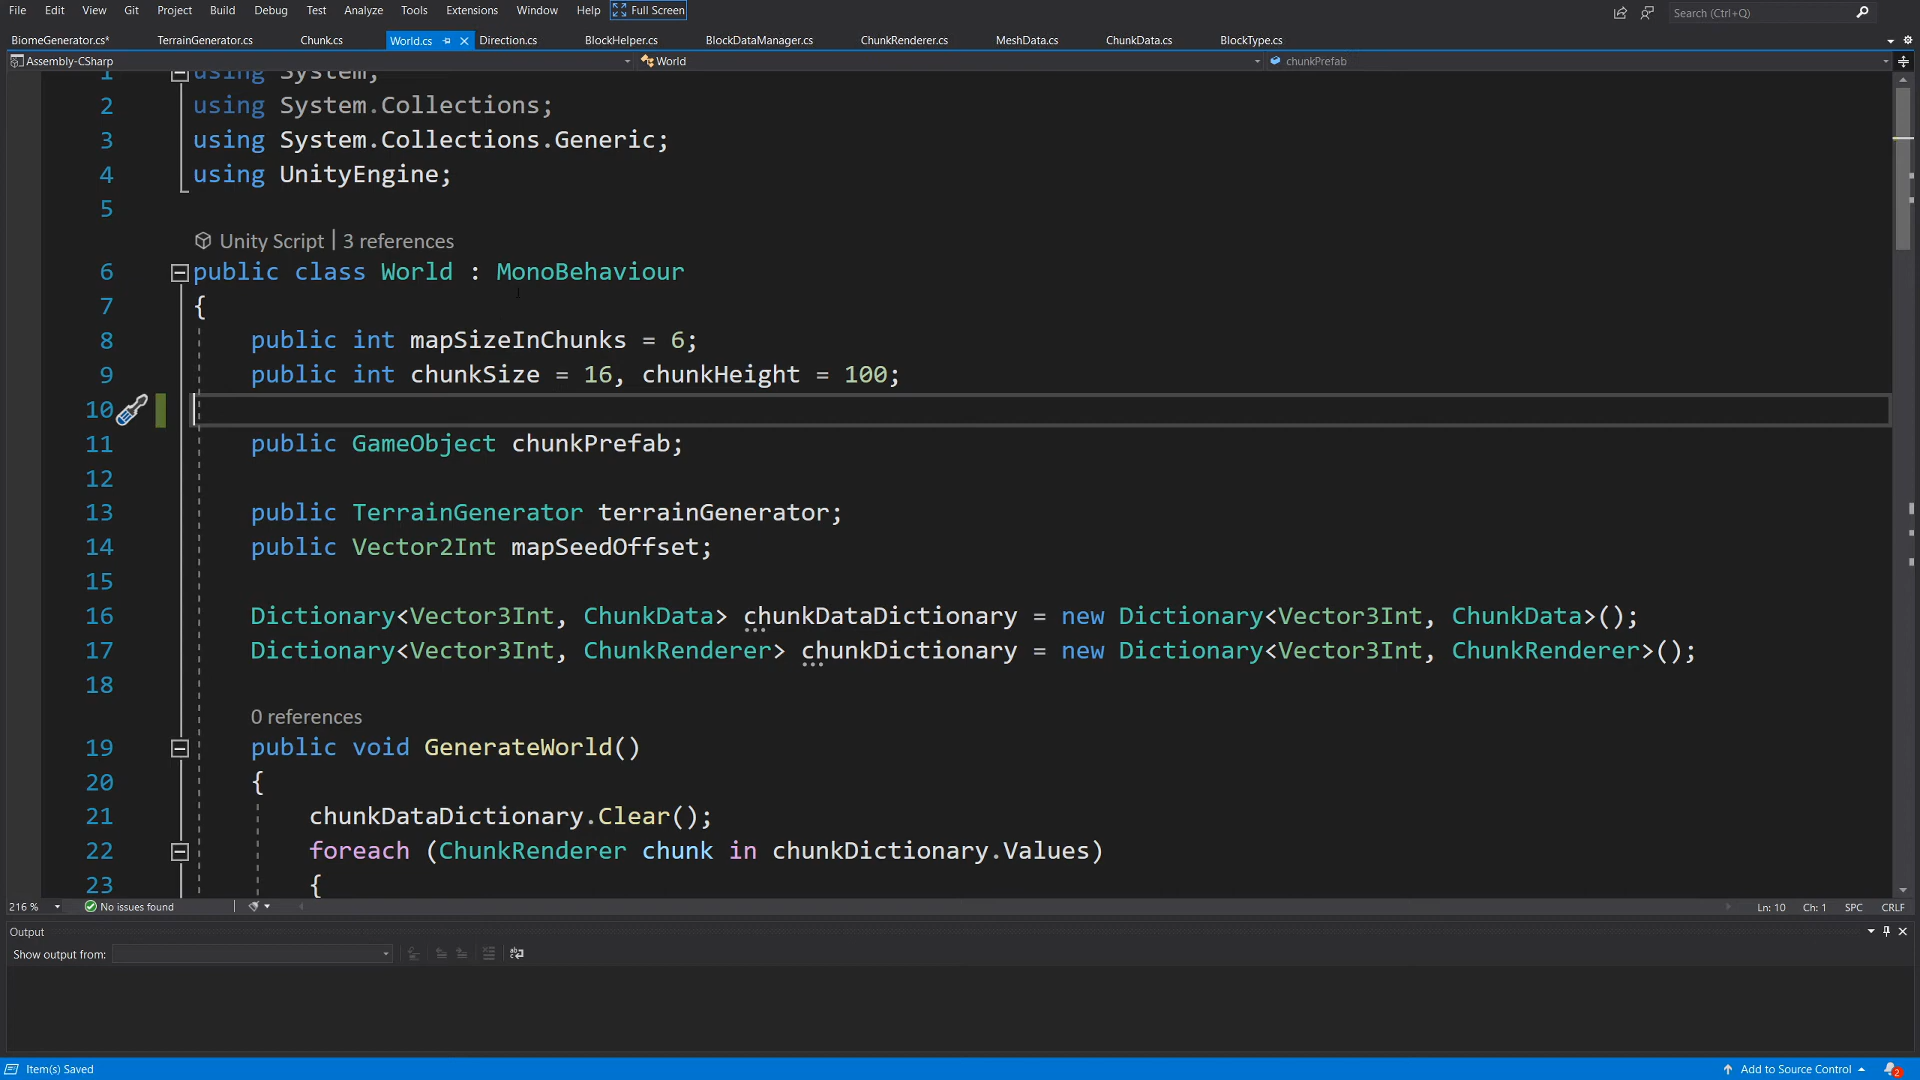 File Edit View Git Project Build Debug Test Analyze Tools Extensions Window Help Full Screen Search (Ctrl+Q)
BiomeGenerator.cs* TerrainGenerator.cs Chunk.cs World.cs Direction.cs BlockHelper.cs BlockDataManager.cs ChunkRenderer.cs MeshData.cs ChunkData.cs BlockType.cs
Assembly-CSharp World chunkPrefab
1 using System;
2 using System.Collections;
3 using System.Collections.Generic;
4 using UnityEngine;
5
Unity Script | 3 references
6 public class World : MonoBehaviour
7 {
8 public int mapSizeInChunks = 6;
9 public int chunkSize = 16, chunkHeight = 100;
10
11 public GameObject chunkPrefab;
12
13 public TerrainGenerator terrainGenerator;
14 public Vector2Int mapSeedOffset;
15
16 Dictionary<Vector3Int, ChunkData> chunkDataDictionary = new Dictionary<Vector3Int, ChunkData>();
17 Dictionary<Vector3Int, ChunkRenderer> chunkDictionary = new Dictionary<Vector3Int, ChunkRenderer>();
18
0 references
19 public void GenerateWorld()
20 {
21 chunkDataDictionary.Clear();
22 foreach (ChunkRenderer chunk in chunkDictionary.Values)
23 {
216 % No issues found Ln: 10 Ch: 1 SPC CRLF
Output
Show output from:
Item(s) Saved Add to Source Control 2